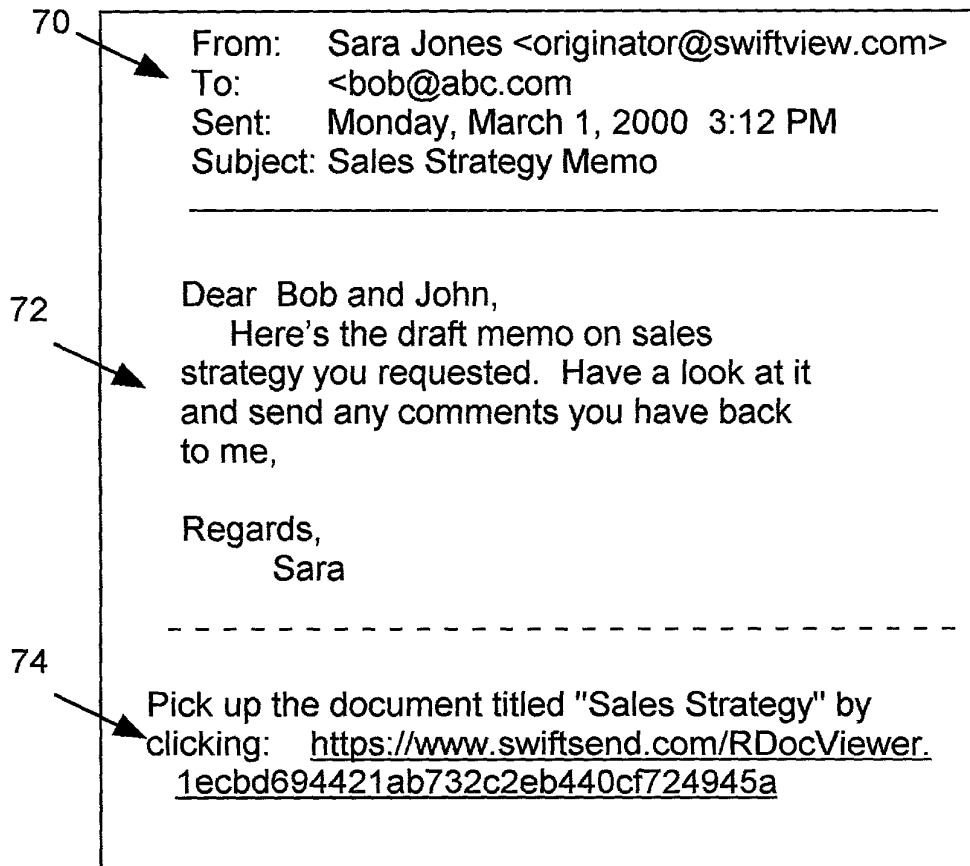 70
From: Sara Jones <originator@swiftview.com>
To: <bob@abc.com
Sent: Monday, March 1, 2000 3:12 PM
Subject: Sales Strategy Memo
72
Dear Bob and John,
Here's the draft memo on sales
strategy you requested. Have a look at it
and send any comments you have back
to me,
Regards,
Sara
74
Pick up the document titled "Sales Strategy" by
clicking: https://www.swiftsend.com/RDocViewer.
1ecbd694421ab732c2eb440cf724945a